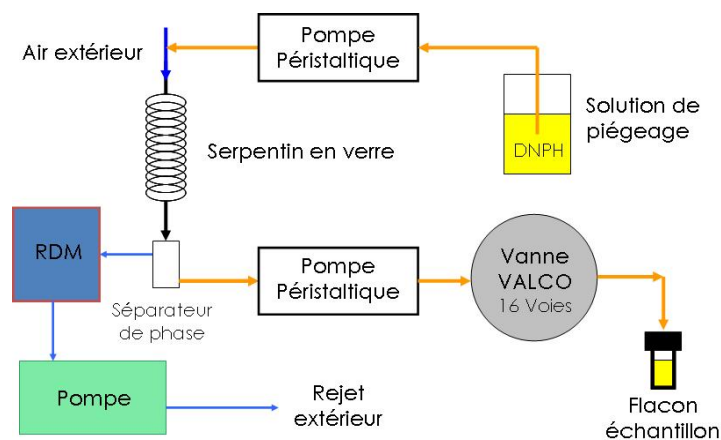 Air extérieur
Pompe
Péristaltique
Solution de
piégeage
DNPH
Serpentin en verre
RDM
Séparateur
de phase
Pompe
Péristaltique
Vanne
VALCO
16 Voies
Pompe
Rejet
extérieur
Flacon
échantillon